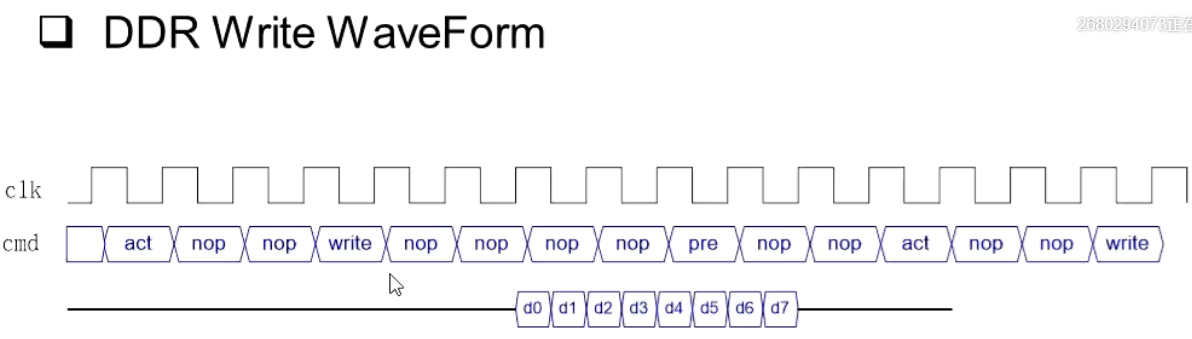 DDR Write WaveForm
2680294073正在
clk
cmd act nop nop write nop nop nop nop pre nop nop act nop nop write
d0 d1 d2 d3 d4 d5 d6 d7